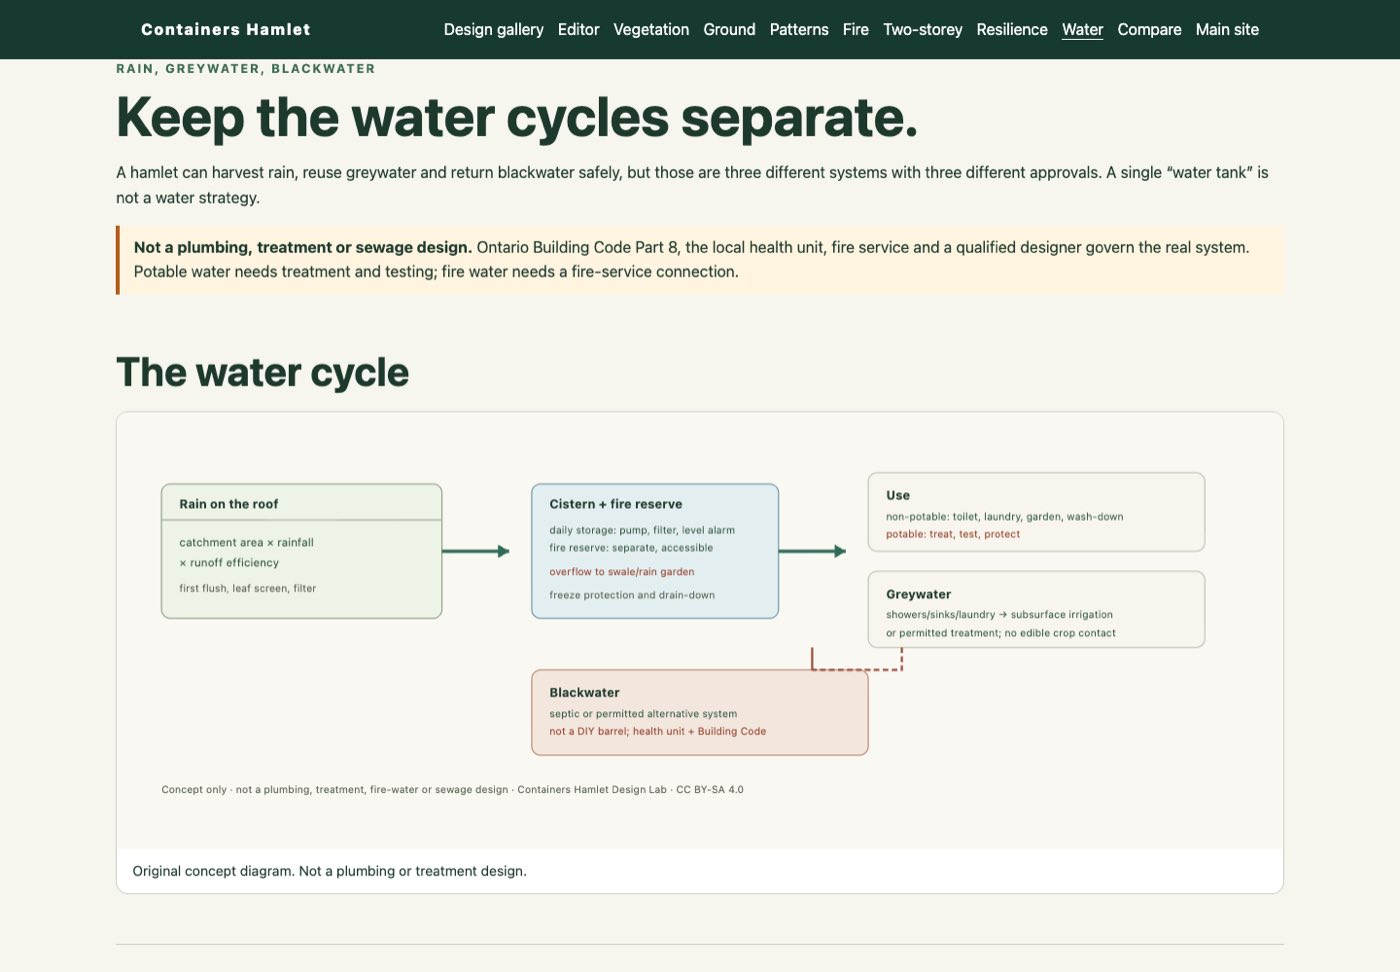 Containers Hamlet
Design gallery Editor Vegetation Ground Patterns Fire Two-storey Resilience Water Compare Main site
RAIN, GREYWATER, BLACKWATER
Keep the water cycles separate.
A hamlet can harvest rain, reuse greywater and return blackwater safely, but those are three different systems with three different approvals. A single “water tank” is
not a water strategy.
Not a plumbing, treatment or sewage design. Ontario Building Code Part 8, the local health unit, fire service and a qualified designer govern the real system.
Potable water needs treatment and testing; fire water needs a fire-service connection.
The water cycle
Rain on the roof
catchment area × rainfall
× runoff efficiency
first flush, leaf screen, filter
Cistern + fire reserve
daily storage: pump, filter, level alarm
fire reserve: separate, accessible
overflow to swale/rain garden
freeze protection and drain-down
Use
non-potable: toilet, laundry, garden, wash-down
potable: treat, test, protect
Greywater
showers/sinks/laundry → subsurface irrigation
or permitted treatment; no edible crop contact
Blackwater
septic or permitted alternative system
not a DIY barrel; health unit + Building Code
Concept only · not a plumbing, treatment, fire-water or sewage design · Containers Hamlet Design Lab · CC BY-SA 4.0
Original concept diagram. Not a plumbing or treatment design.